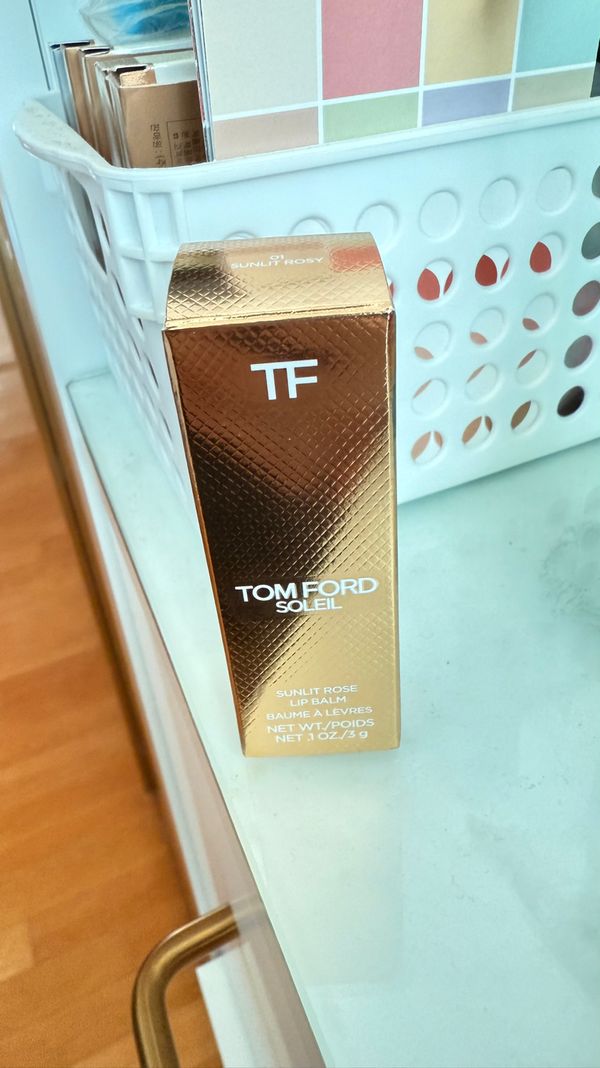 01
SUNLIT ROSY
TF
TOM FORD
SOLEIL
SUNLIT ROSE
LIP BALM
BAUME À LÈVRES
NET WT./POIDS
NET .1 OZ./3 g